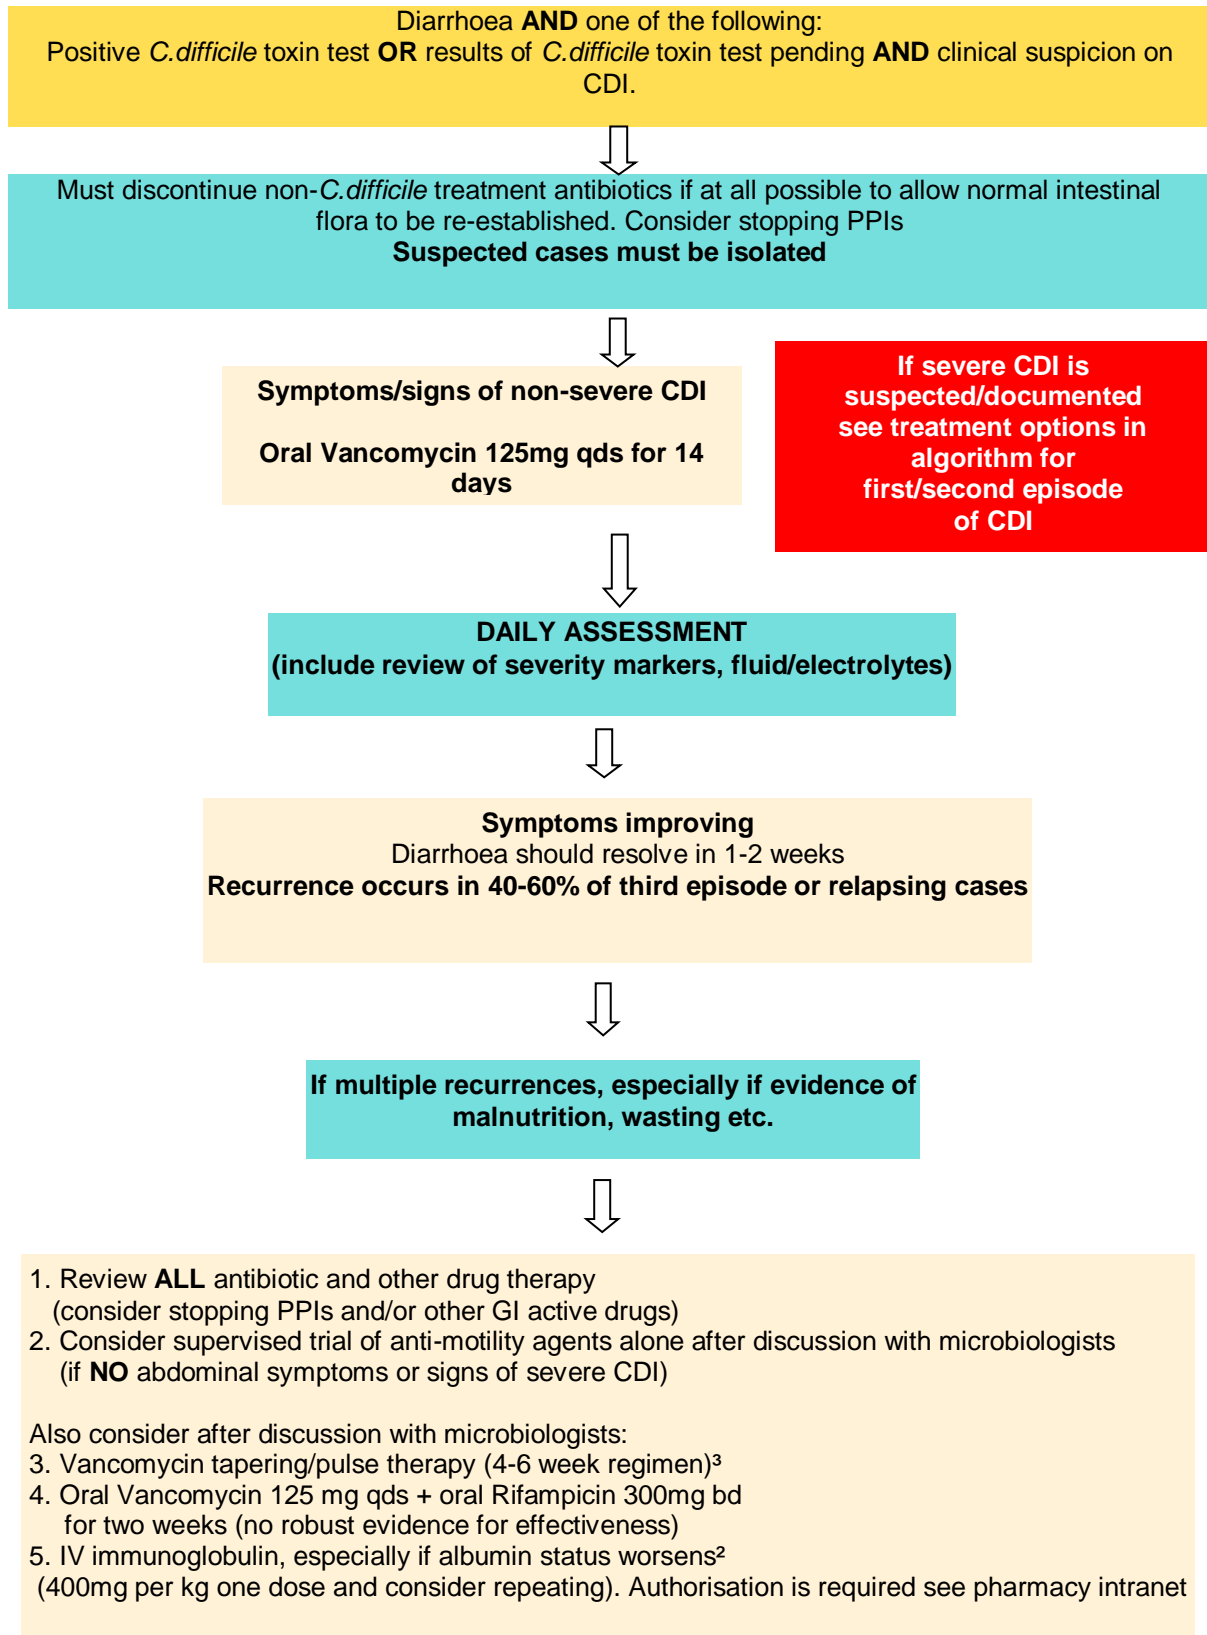 Diarrhoea AND one of the following:
Positive C.difficile toxin test OR results of C.difficile toxin test pending AND clinical suspicion on
CDI.
Must discontinue non-C.difficile treatment antibiotics if at all possible to allow normal intestinal
flora to be re-established. Consider stopping PPIs
Suspected cases must be isolated
Symptoms/signs of non-severe CDI
Oral Vancomycin 125mg qds for 14
days
If severe CDI is
suspected/documented
see treatment options in
algorithm for
first/second episode
of CDI
DAILY ASSESSMENT
(include review of severity markers, fluid/electrolytes)
Symptoms improving
Diarrhoea should resolve in 1-2 weeks
Recurrence occurs in 40-60% of third episode or relapsing cases
If multiple recurrences, especially if evidence of
malnutrition, wasting etc.
1. Review ALL antibiotic and other drug therapy
(consider stopping PPIs and/or other GI active drugs)
2. Consider supervised trial of anti-motility agents alone after discussion with microbiologists
(if NO abdominal symptoms or signs of severe CDI)
Also consider after discussion with microbiologists:
3. Vancomycin tapering/pulse therapy (4-6 week regimen)³
4. Oral Vancomycin 125 mg qds + oral Rifampicin 300mg bd
for two weeks (no robust evidence for effectiveness)
5. IV immunoglobulin, especially if albumin status worsens²
(400mg per kg one dose and consider repeating). Authorisation is required see pharmacy intranet